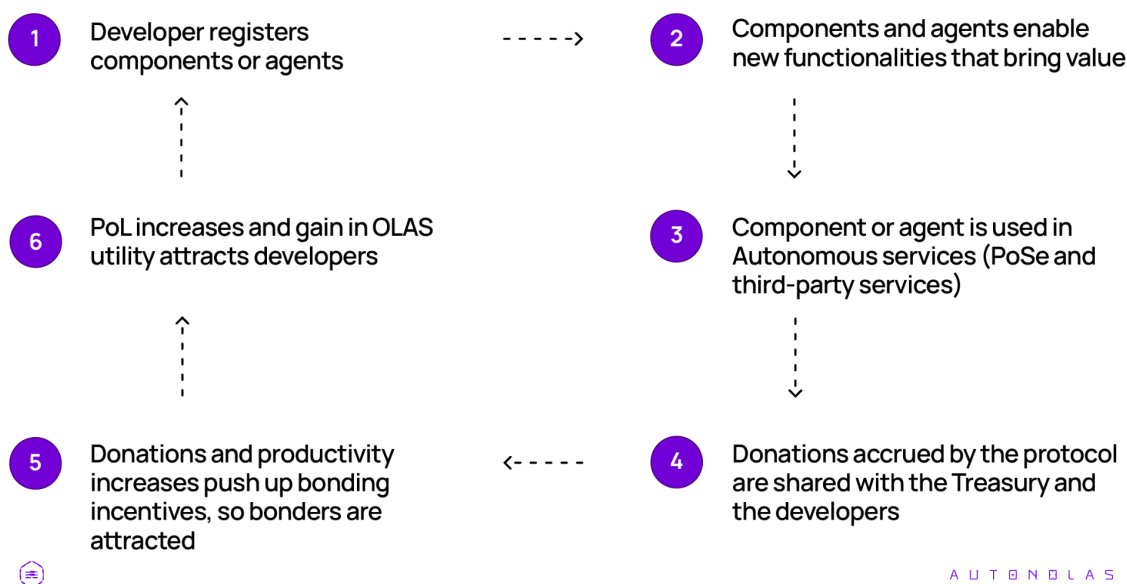 1
Developer registers
components or agents
2
Components and agents enable
new functionalities that bring value
3
Component or agent is used in
Autonomous services (PoSe and
third-party services)
4
Donations accrued by the protocol
are shared with the Treasury and
the developers
5
Donations and productivity
increases push up bonding
incentives, so bonders are
attracted
6
PoL increases and gain in OLAS
utility attracts developers
AUTONOLAS